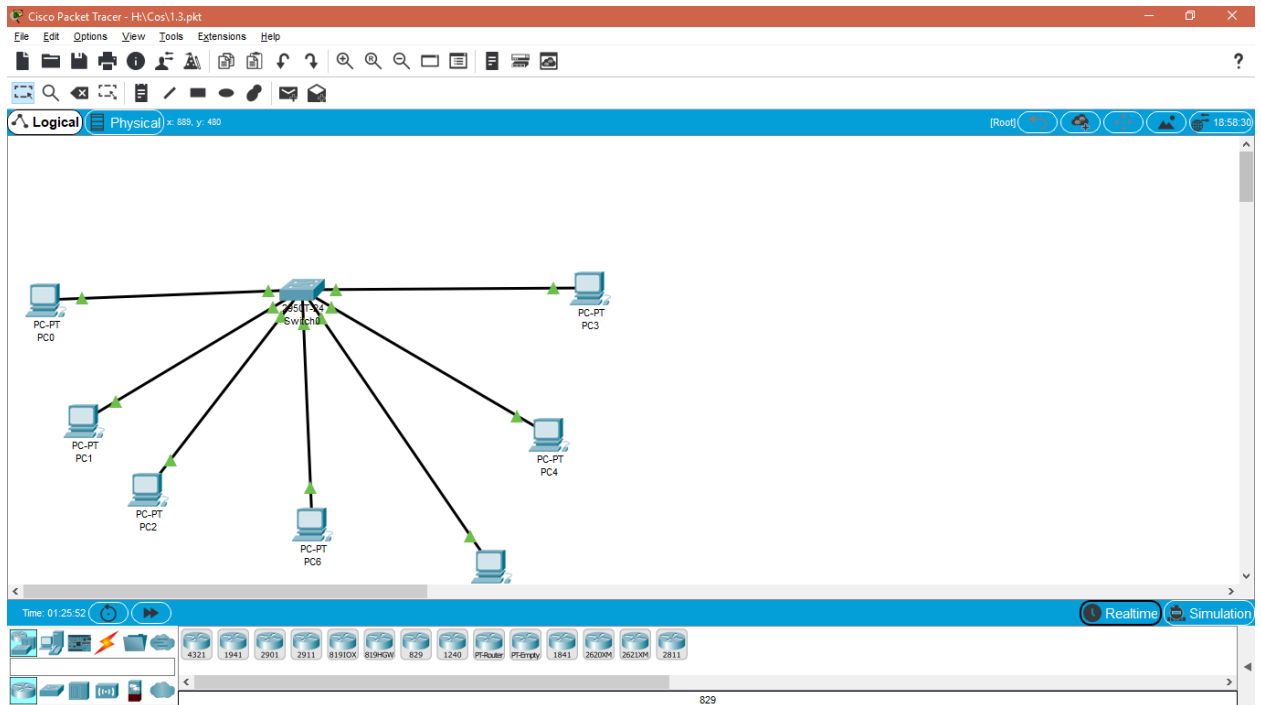 Cisco Packet Tracer - H:\Cos\1.3.pkt
File Edit Options View Tools Extensions Help
?
Logical Physical x: 889, y: 480 [Root] 18:58:30
PC-PT
PC0
2950T-24
Switch0
PC-PT
PC3
PC-PT
PC1
PC-PT
PC4
PC-PT
PC2
PC-PT
PC6
Time: 01:25:52 Realtime Simulation
4321 1941 2901 2911 819IOX 819HGW 829 1240 PT-Router PT-Empty 1841 2620XM 2621XM 2811
829